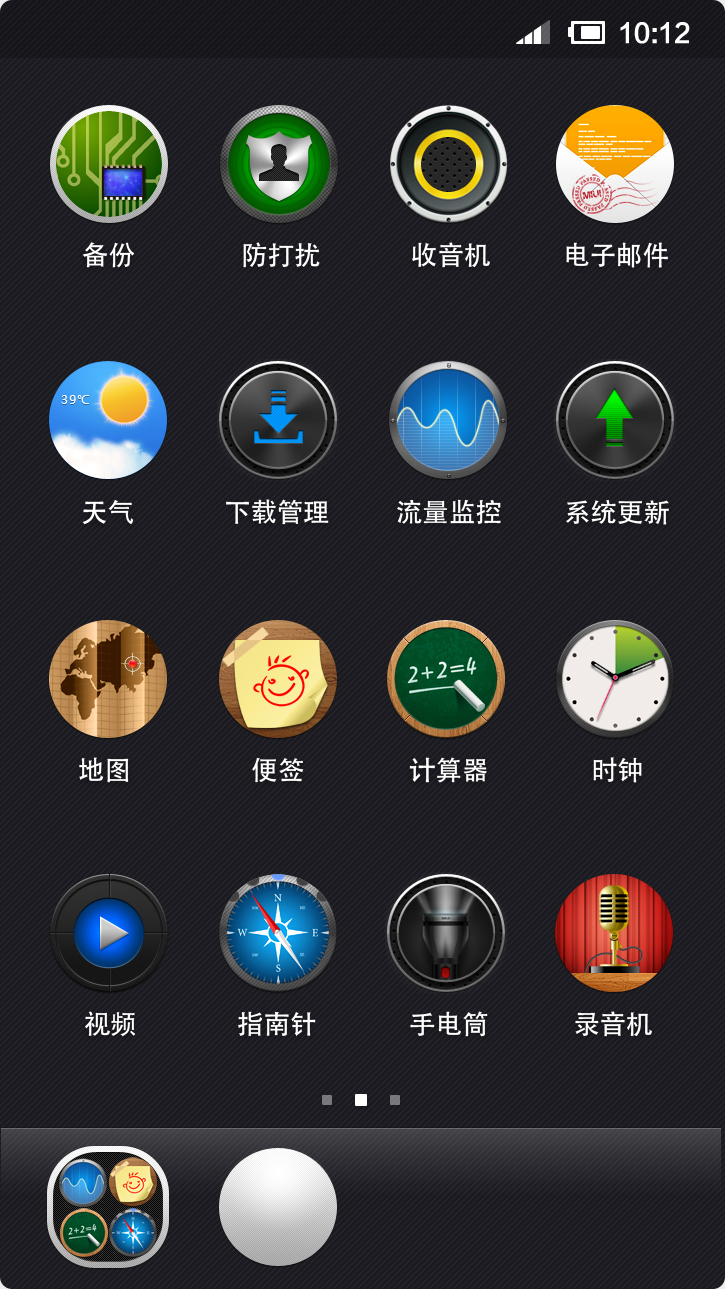 10:12
备份
防打扰
收音机
电子邮件
39℃
天气
下载管理
流量监控
系统更新
2+2=4
地图
便签
计算器
时钟
N
W
E
S
视频
指南针
手电筒
录音机
2+2=4